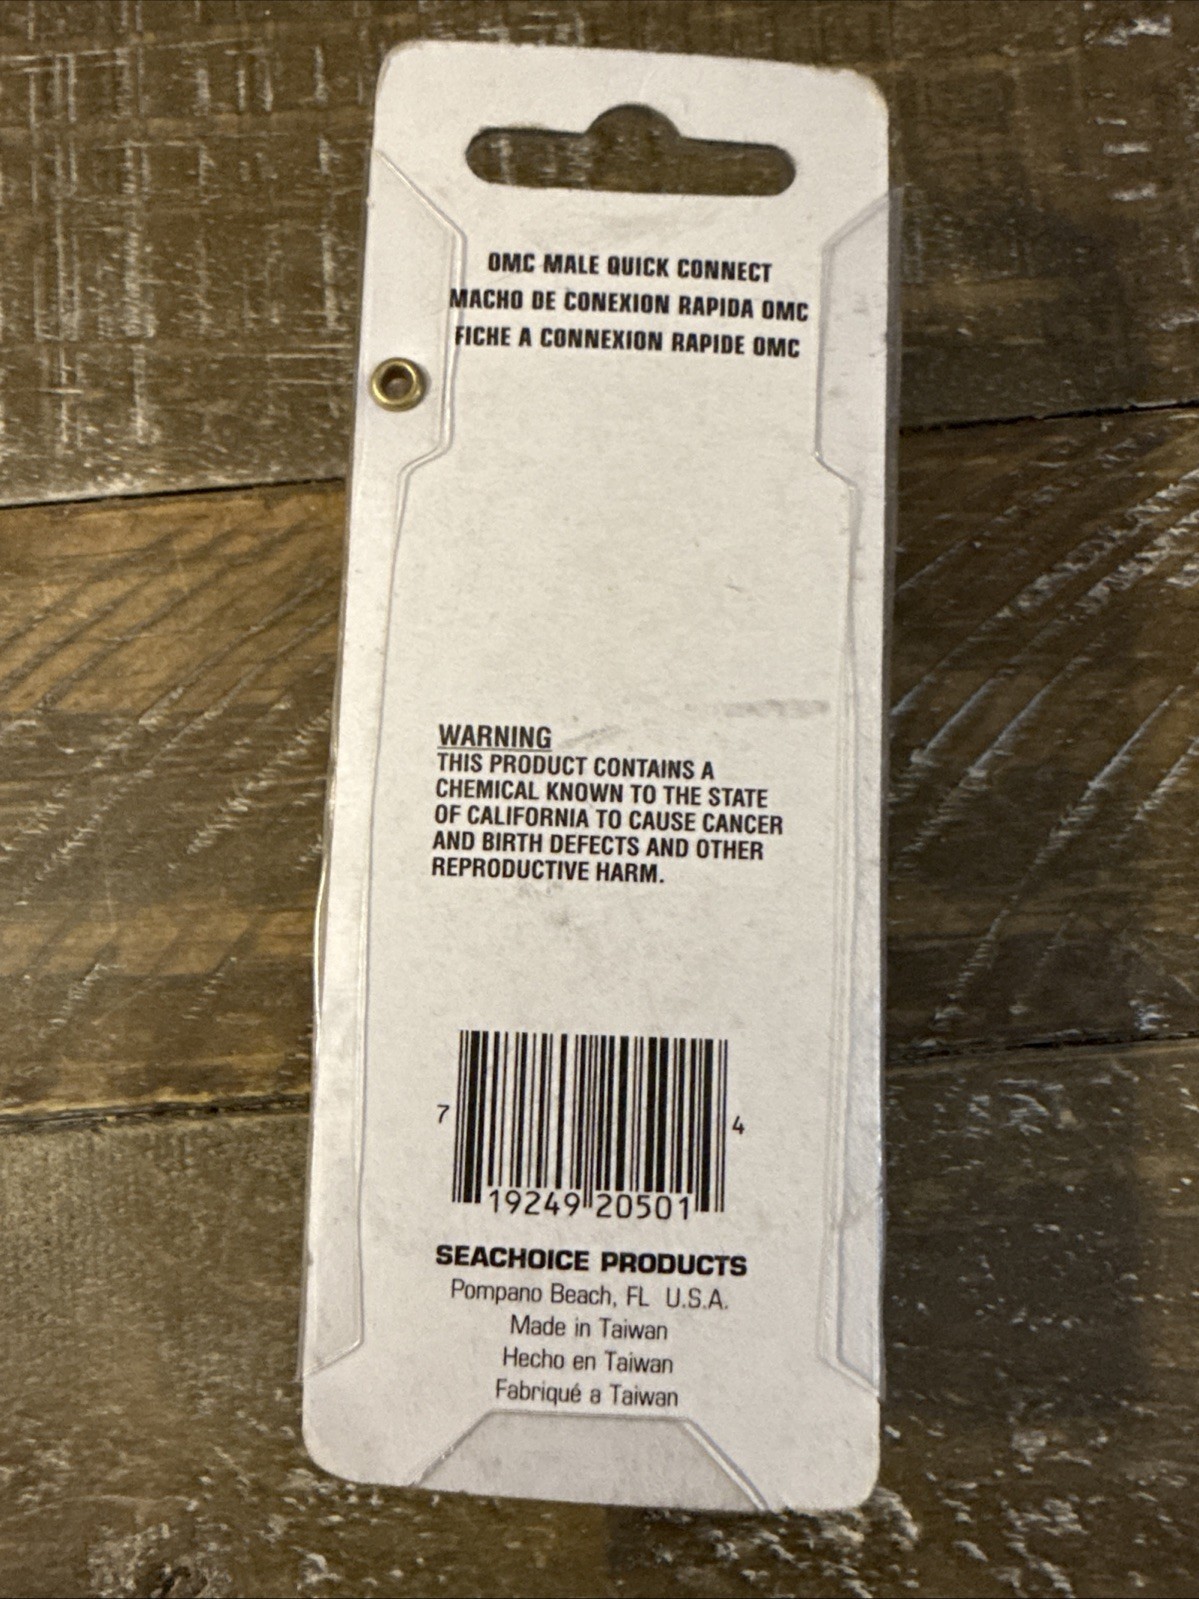 OMC MALE QUICK CONNECT
MACHO DE CONEXION RAPIDA OMC
FICHE A CONNEXION RAPIDE OMC
WARNING
THIS PRODUCT CONTAINS A
CHEMICAL KNOWN TO THE STATE
OF CALIFORNIA TO CAUSE CANCER
AND BIRTH DEFECTS AND OTHER
REPRODUCTIVE HARM.
7 19249 20501 4
SEACHOICE PRODUCTS
Pompano Beach, FL U.S.A.
Made in Taiwan
Hecho en Taiwan
Fabriqué a Taiwan